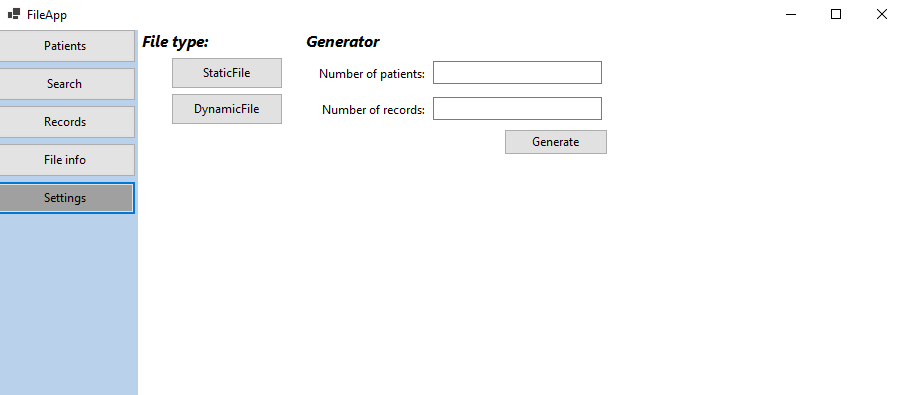 FileApp
Patients
Search
Records
File info
Settings
File type:
StaticFile
DynamicFile
Generator
Number of patients:
Number of records:
Generate